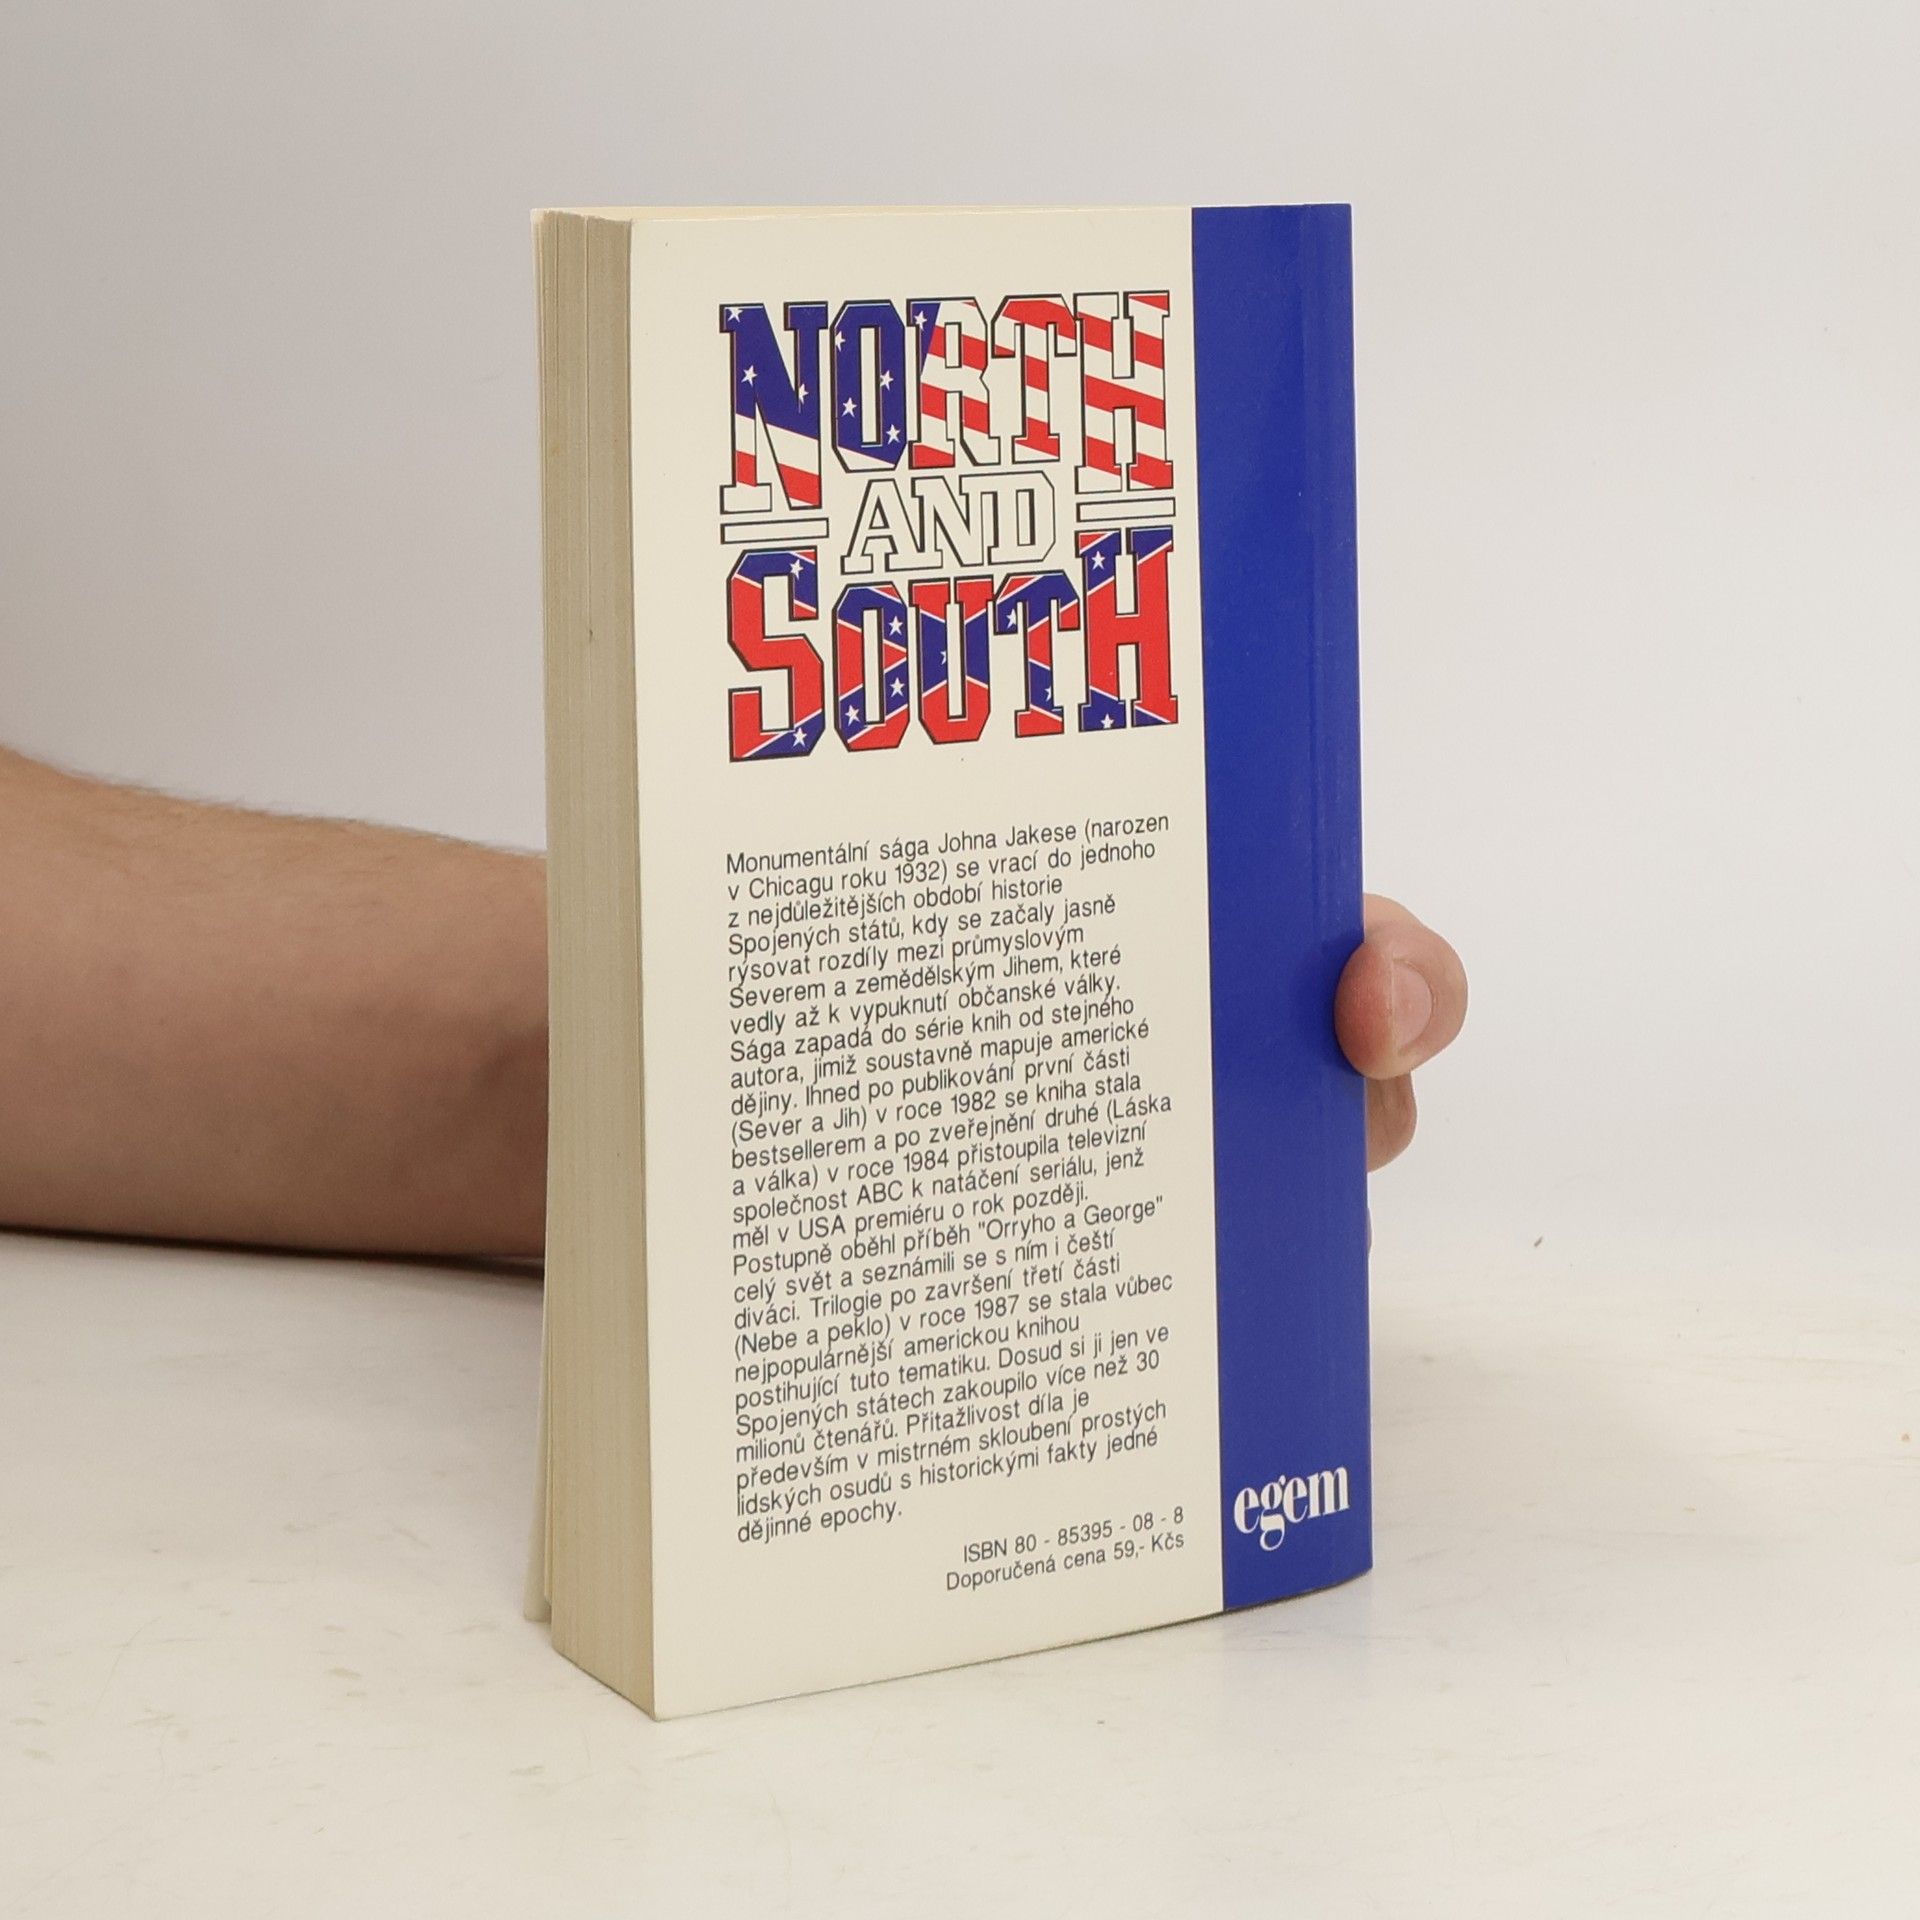 NORTH
AND
SOUTH
Monumentální sága Johna Jakese (narozen
v Chicagu roku 1932) se vrací do jednoho
z nejdůležitějších období historie
Spojených států, kdy se začaly jasně
rýsovat rozdíly mezi průmyslovým
Severem a zemědělským Jihem, které
vedly až k vypuknutí občanské války.
Sága zapadá do série knih od stejného
autora, jimiž soustavně mapuje americké
dějiny. Ihned po publikování první části
(Sever a Jih) v roce 1982 se kniha stala
bestsellerem a po zveřejnění druhé (Láska
a válka) v roce 1984 přistoupila televizní
společnost ABC k natáčení seriálu, jenž
měl v USA premiéru o rok později.
Postupně oběhl příběh "Orryho a George"
celý svět a seznámili se s ním i čeští
diváci. Trilogie po završení třetí části
(Nebe a peklo) v roce 1987 se stala vůbec
nejpopulárnější americkou knihou
postihující tuto tematiku. Dosud si ji jen ve
Spojených státech zakoupilo více než 30
milionů čtenářů. Přitažlivost díla je
především v mistrném skloubení prostých
lidských osudů s historickými fakty jedné
dějinné epochy.
ISBN 80 - 85395 - 08 - 8
Doporučená cena 59,- Kčs
egem